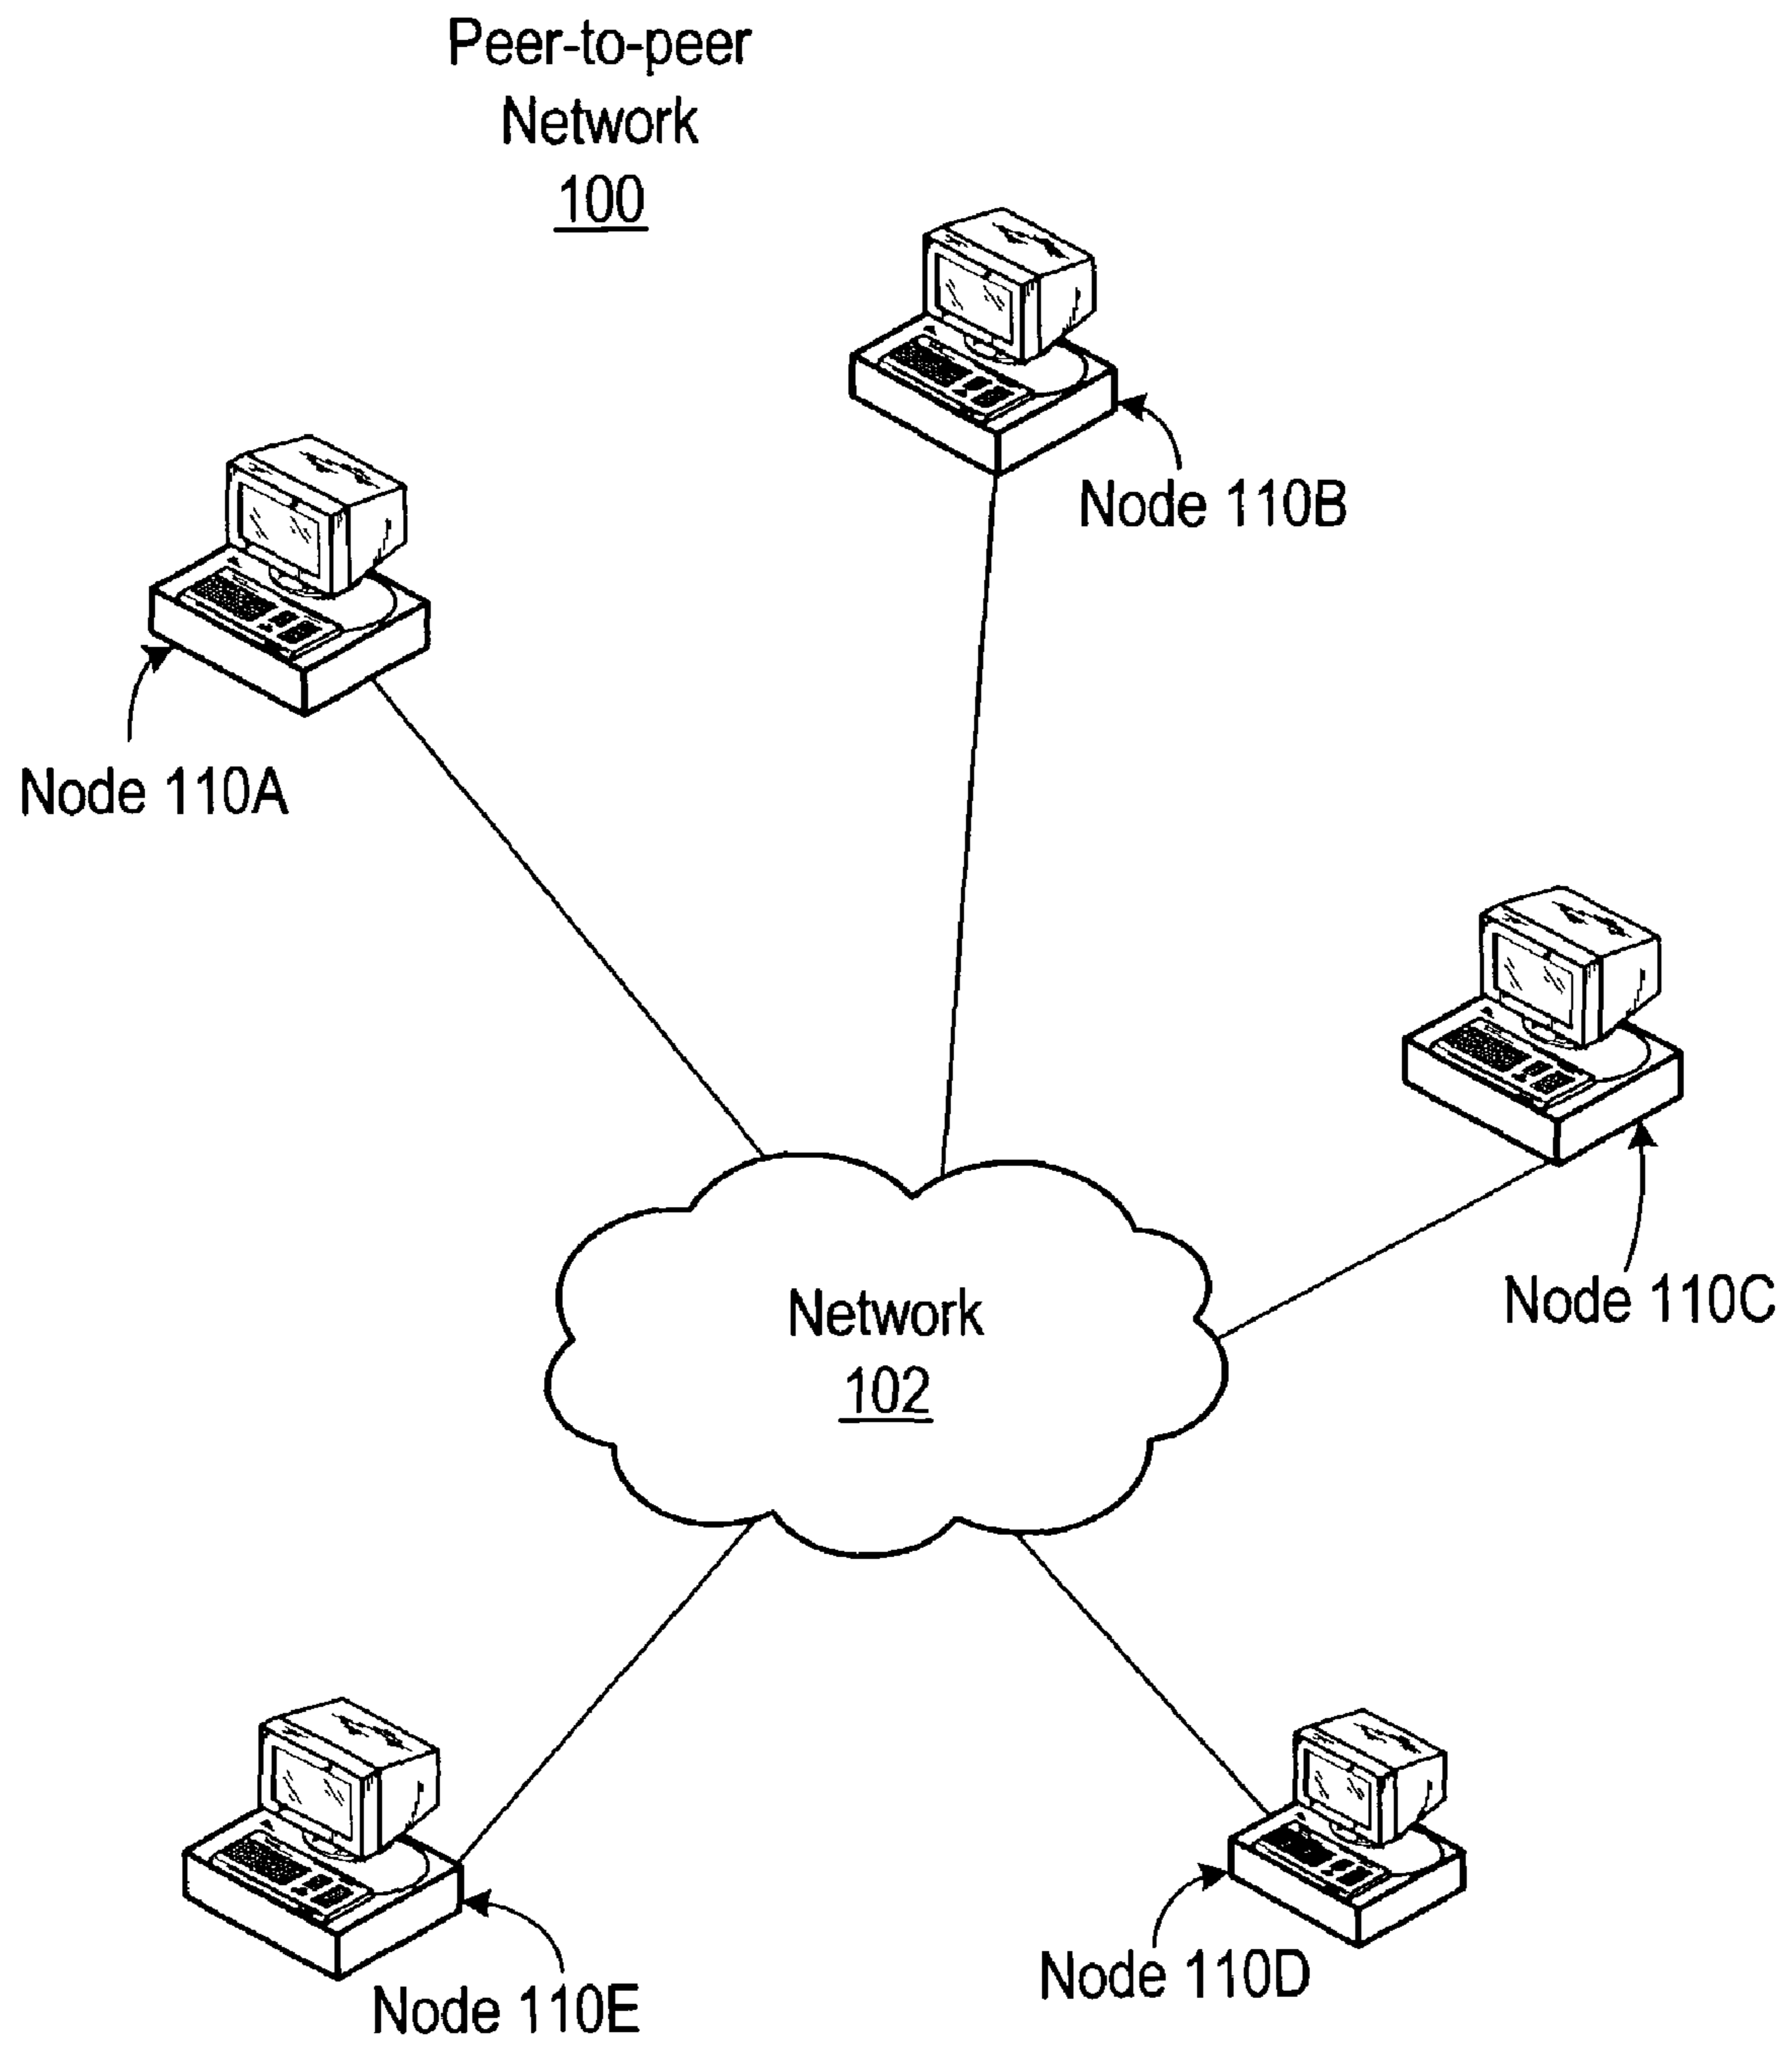 Peer-to-peer
Network
100
Node 110B
Node 110A
Node 110C
Network
102
Node 110D
Node 110E